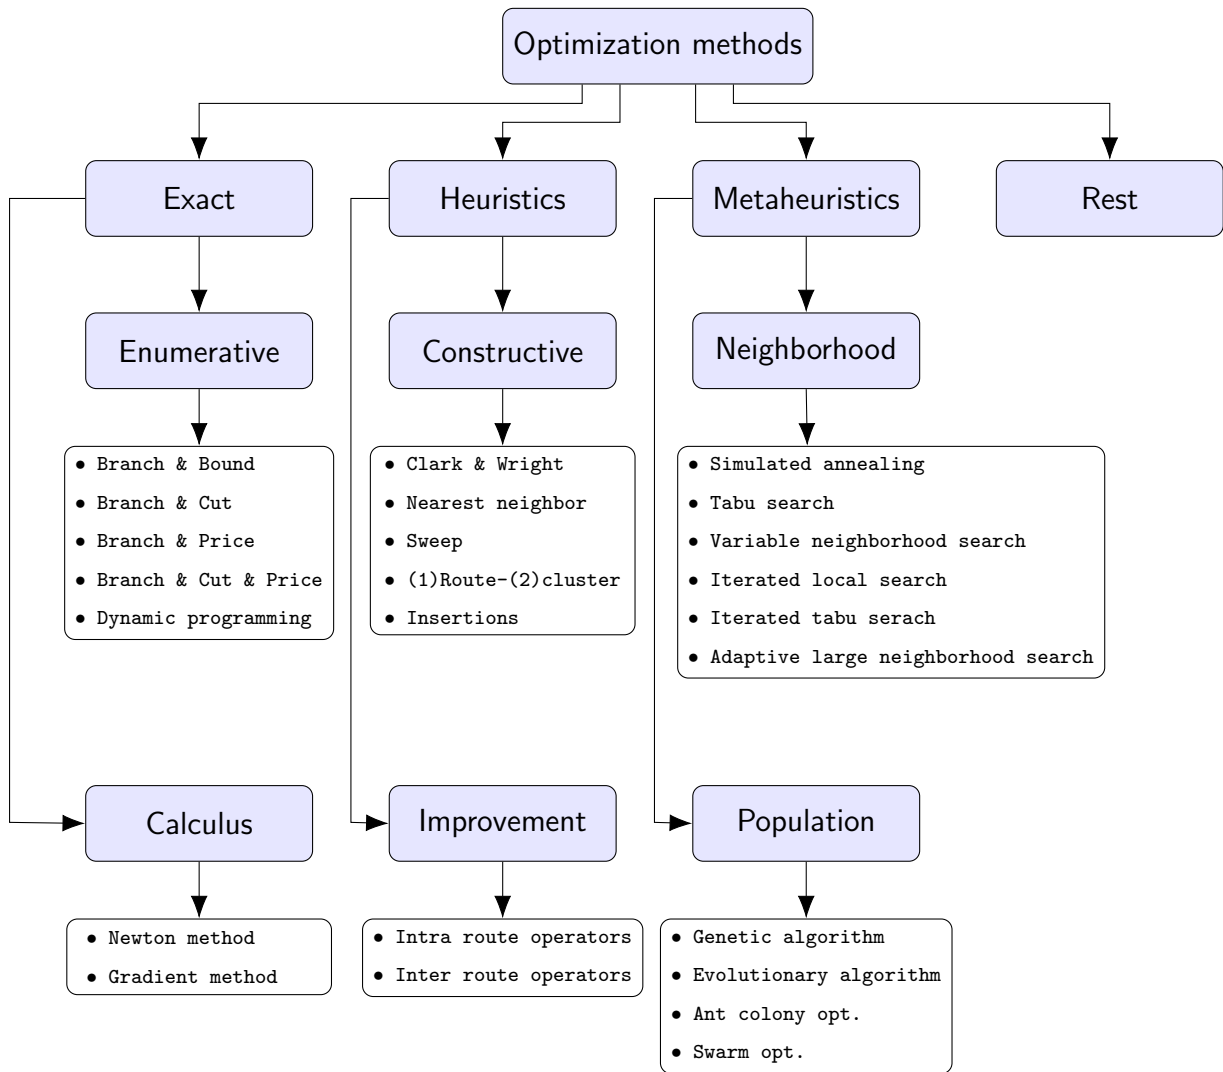 Optimization methods
Exact
Heuristics
Metaheuristics
Rest
Enumerative
Constructive
Neighborhood
• Branch & Bound
• Branch & Cut
• Branch & Price
• Branch & Cut & Price
• Dynamic programming
• Clark & Wright
• Nearest neighbor
• Sweep
• (1)Route-(2)cluster
• Insertions
• Simulated annealing
• Tabu search
• Variable neighborhood search
• Iterated local search
• Iterated tabu serach
• Adaptive large neighborhood search
Calculus
Improvement
Population
• Newton method
• Gradient method
• Intra route operators
• Inter route operators
• Genetic algorithm
• Evolutionary algorithm
• Ant colony opt.
• Swarm opt.